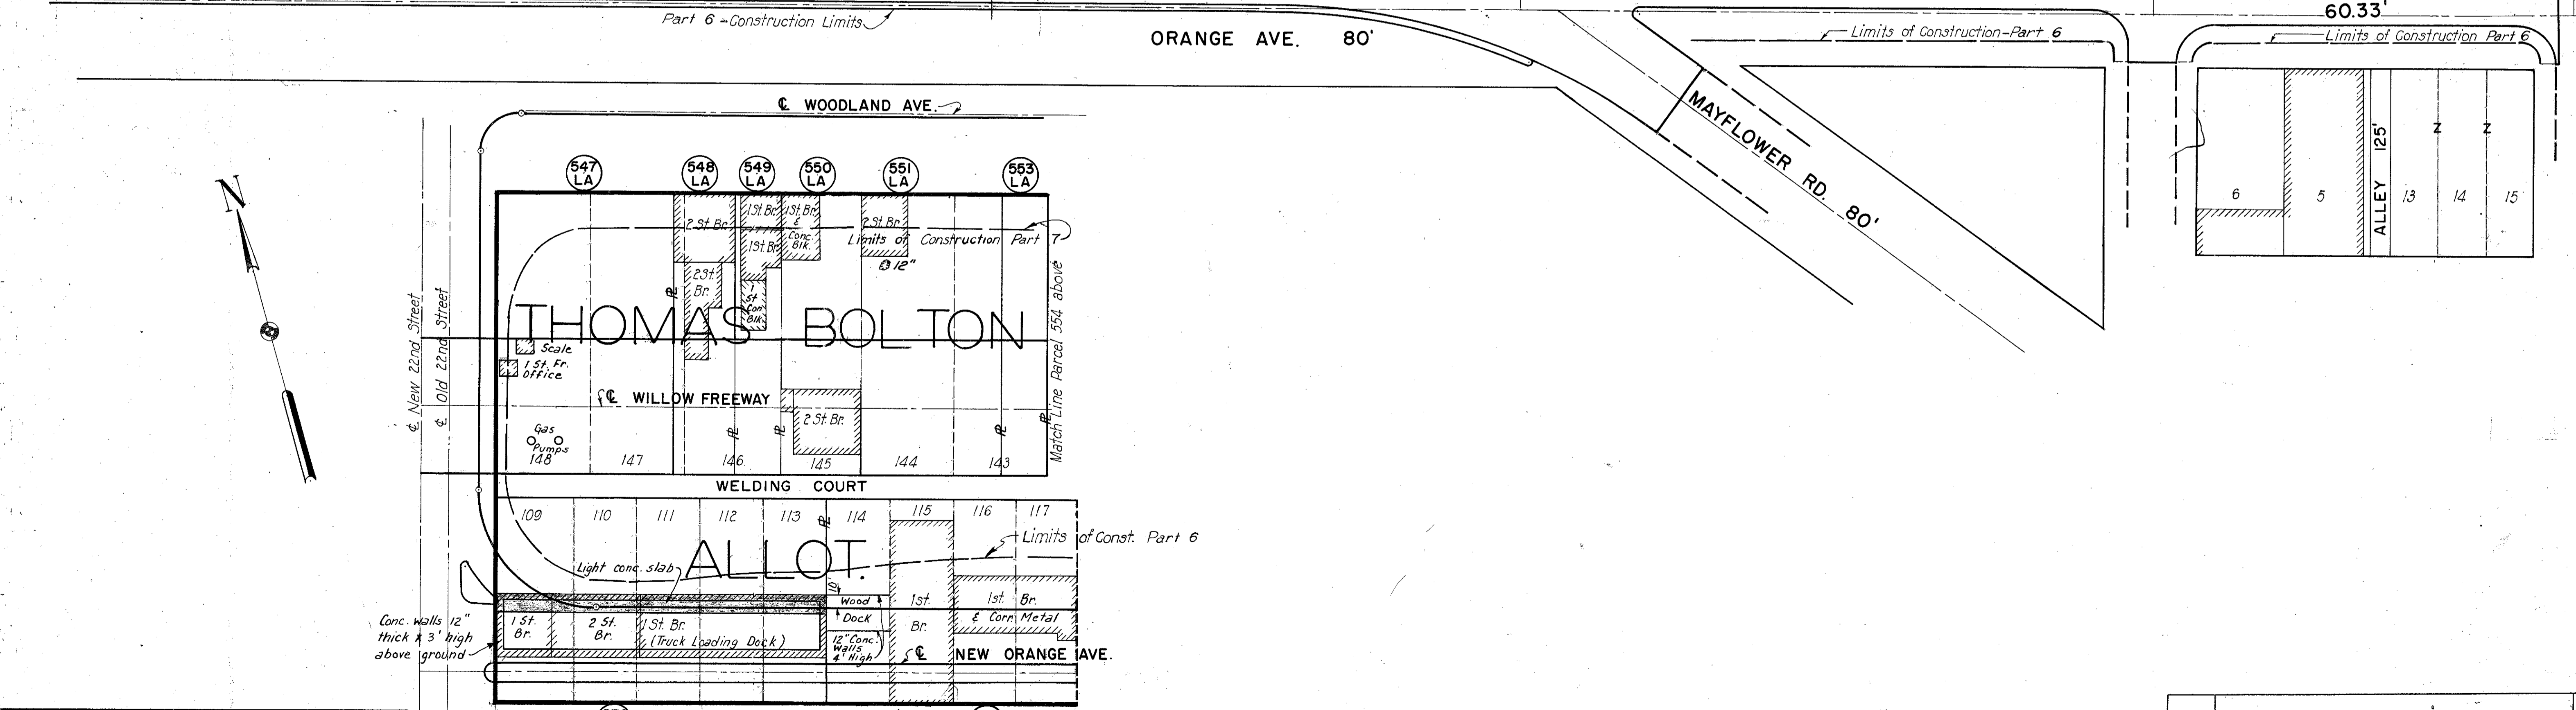 Part 6 - Construction Limits
ORANGE AVE. 80'
Limits of Construction-Part 6
60.33'
Limits of Construction Part 6
℄ WOODLAND AVE.
N
547
LA
548
LA
549
LA
550
LA
551
LA
553
LA
MAYFLOWER RD. 80'
6
5
ALLEY 125'
13
14
15
Z
Z
2 St. Br.
1 St. Br.
1 St. Br.
&
Conc.
Blk.
1 St. Br.
2 St. Br.
Limits of Construction Part 7
12"
2 St.
Br.
1
St.
Con
Blk.
℄ New 22nd Street
℄ Old 22nd Street
THOMAS BOLTON
Match Line Parcel 554 above
Scale
1 St. Fr.
Office
℄ WILLOW FREEWAY
2 St. Br.
Gas
Pumps
148
147
146
145
144
143
WELDING COURT
109
110
111
112
113
114
115
116
117
Limits of Const. Part 6
ALLOT.
Light conc. slab
10'
Wood
Dock
Conc. walls 12"
thick x 3' high
above ground
1 St.
Br.
2 St.
Br.
1 St. Br.
(Truck Loading Dock)
12" Conc.
Walls
4' High
1st.
Br.
1st. Br.
& Corr. Metal
℄ NEW ORANGE AVE.